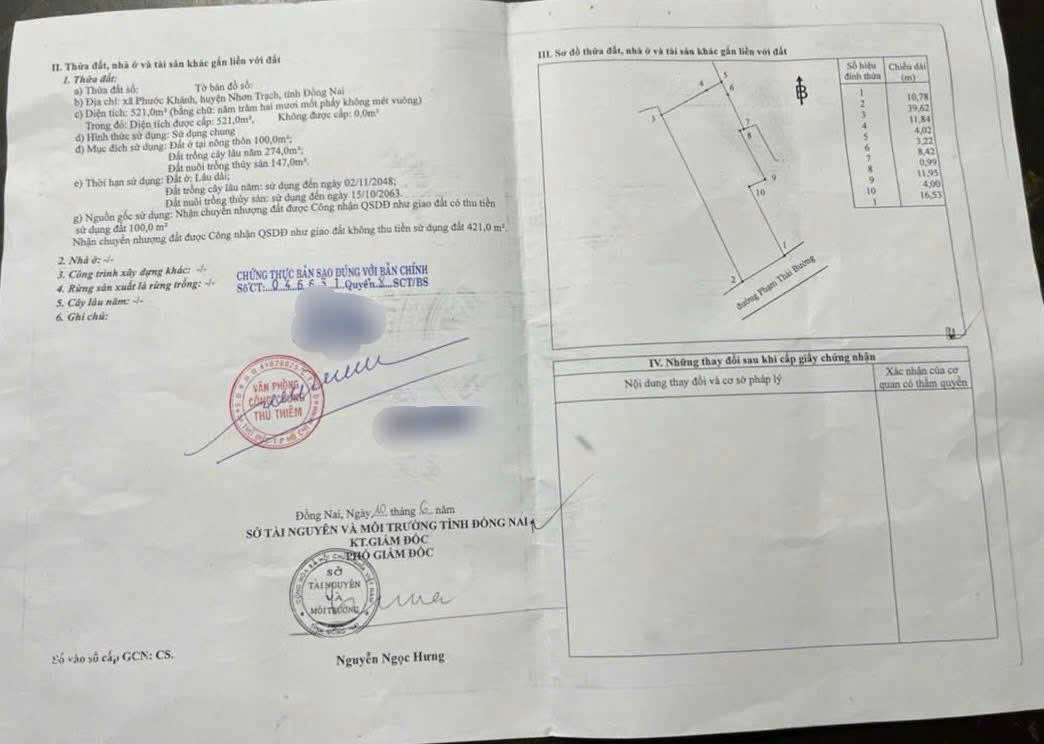 II. Thửa đất, nhà ở và tài sản khác gắn liền với đất
1. Thửa đất:
a) Thửa đất số: Tờ bản đồ số:
b) Địa chỉ: xã Phước Khánh, huyện Nhơn Trạch, tỉnh Đồng Nai
c) Diện tích: 521,0m² (bằng chữ: năm trăm hai mươi mốt phẩy không mét vuông)
Trong đó: Diện tích được cấp: 521,0m², Không được cấp: 0,0m²
d) Hình thức sử dụng: Sử dụng chung
đ) Mục đích sử dụng: Đất ở tại nông thôn 100,0m²;
Đất trồng cây lâu năm 274,0m²;
Đất nuôi trồng thủy sản 147,0m².
e) Thời hạn sử dụng: Đất ở: Lâu dài;
Đất trồng cây lâu năm: sử dụng đến ngày 02/11/2048;
Đất nuôi trồng thủy sản: sử dụng đến ngày 15/10/2063.
g) Nguồn gốc sử dụng: Nhận chuyển nhượng đất được Công nhận QSDĐ như giao đất có thu tiền
sử dụng đất 100,0 m²
Nhận chuyển nhượng đất được Công nhận QSDĐ như giao đất không thu tiền sử dụng đất 421,0 m².
2. Nhà ở: -/-
3. Công trình xây dựng khác: -/-
4. Rừng sản xuất là rừng trồng: -/-
5. Cây lâu năm: -/-
6. Ghi chú:
CHỨNG THỰC BẢN SAO ĐÚNG VỚI BẢN CHÍNH
Số CT: Quyển SCT/BS
VĂN PHÒNG
CÔNG CHỨNG
THỦ THIÊM
Đồng Nai, Ngày 10 tháng 6 năm
SỞ TÀI NGUYÊN VÀ MÔI TRƯỜNG TỈNH ĐỒNG NAI
KT.GIÁM ĐỐC
PHÓ GIÁM ĐỐC
SỞ
TÀI NGUYÊN
VÀ
MÔI TRƯỜNG
Nguyễn Ngọc Hưng
Số vào sổ cấp GCN: CS.
III. Sơ đồ thửa đất, nhà ở và tài sản khác gắn liền với đất
B
5
4
6
3
7
8
9
10
1
2
đường Phạm Thái Bường
Số hiệu đỉnh thửa Chiều dài (m)
1
10,78
2
39,62
3
11,84
4
4,02
5
3,22
6
8,42
7
0,99
8
11,95
9
4,00
10
16,53
1
IV. Những thay đổi sau khi cấp giấy chứng nhận
Nội dung thay đổi và cơ sở pháp lý
Xác nhận của cơ
quan có thẩm quyền